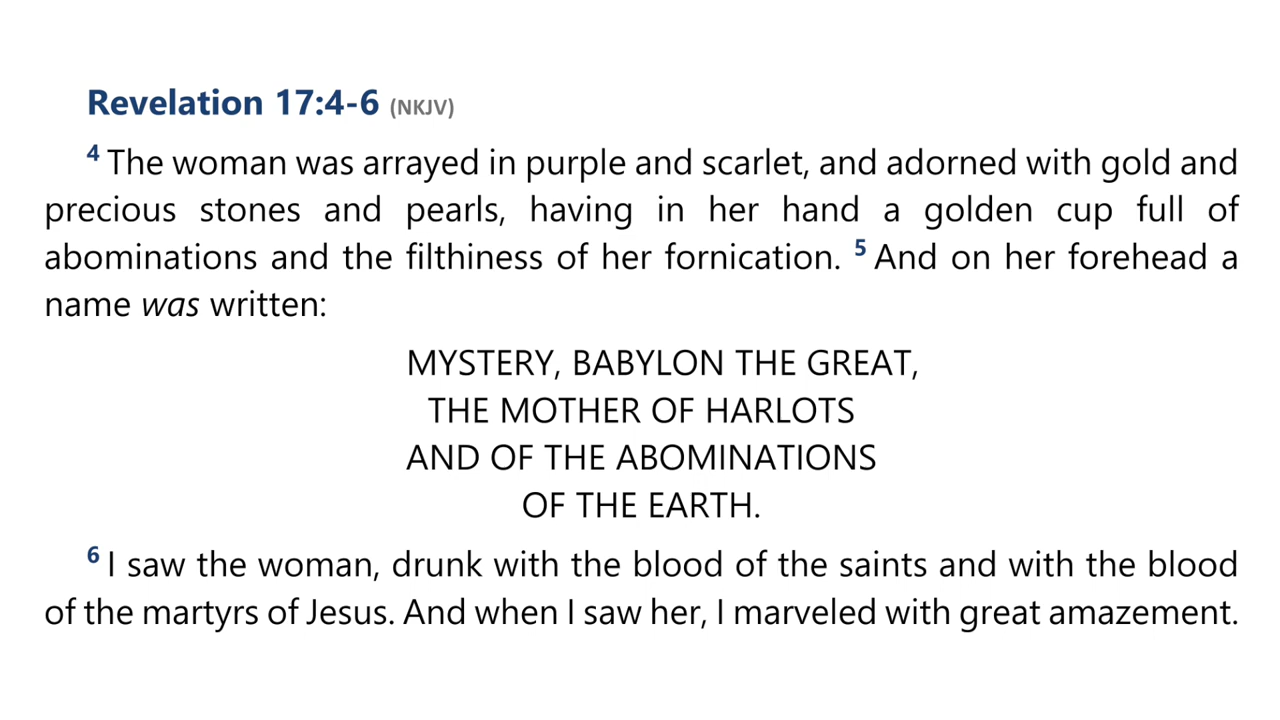 Revelation 17:4-6 (NKJV)
4 The woman was arrayed in purple and scarlet, and adorned with gold and
precious stones and pearls, having in her hand a golden cup full of
abominations and the filthiness of her fornication. 5 And on her forehead a
name was written:
MYSTERY, BABYLON THE GREAT,
THE MOTHER OF HARLOTS
AND OF THE ABOMINATIONS
OF THE EARTH.
6 I saw the woman, drunk with the blood of the saints and with the blood
of the martyrs of Jesus. And when I saw her, I marveled with great amazement.